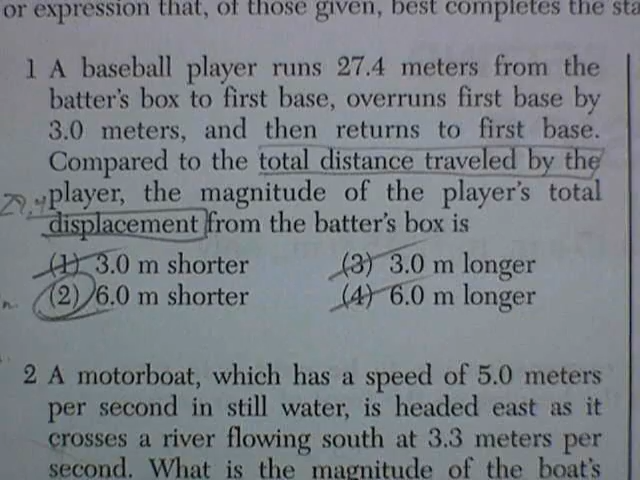 or expression that, of those given, best completes the sta
1 A baseball player runs 27.4 meters from the
batter's box to first base, overruns first base by
3.0 meters, and then returns to first base.
Compared to the total distance traveled by the
27.4 player, the magnitude of the player's total
displacement from the batter's box is
(1) 3.0 m shorter (3) 3.0 m longer
(2) 6.0 m shorter (4) 6.0 m longer
2 A motorboat, which has a speed of 5.0 meters
per second in still water, is headed east as it
crosses a river flowing south at 3.3 meters per
second. What is the magnitude of the boat's